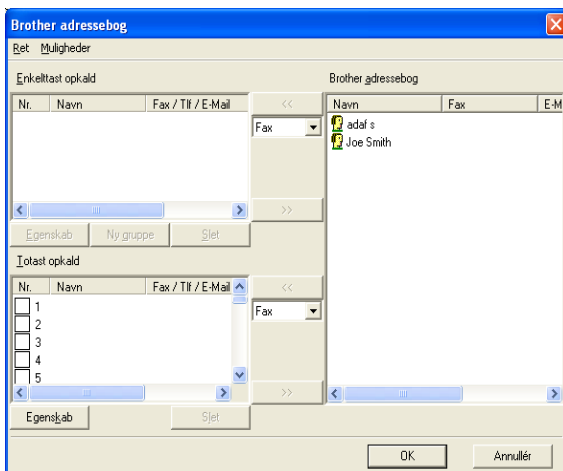 Brother adressebog
Ret Muligheder
Enkelttast opkald
Nr. Navn Fax / Tlf / E-Mail
<<
Fax
>>
Egenskab Ny gruppe Slet
Totast opkald
Nr. Navn Fax / Tlf / E-Mail
1
2
3
4
5
<<
Fax
>>
Egenskab Slet
Brother adressebog
Navn Fax E-M
adaf s
Joe Smith
OK Annullér